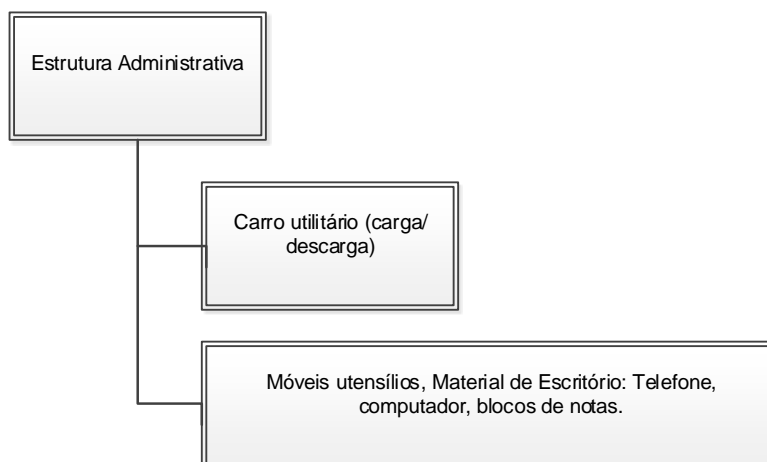 Estrutura Administrativa
Carro utilitário (carga/
descarga)
Móveis utensílios, Material de Escritório: Telefone,
computador, blocos de notas.